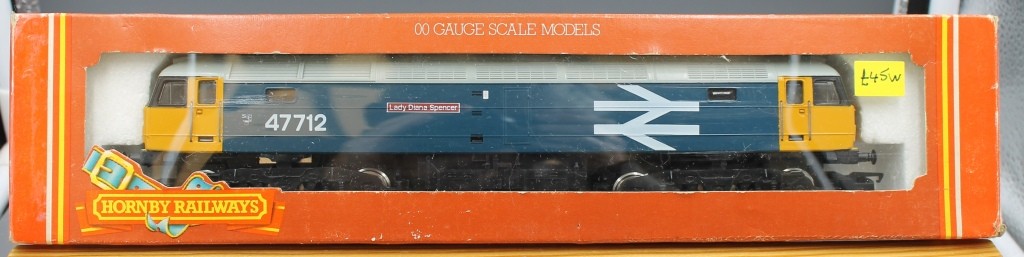 00 GAUGE SCALE MODELS
£45W
Lady Diana Spencer
47712
HORNBY RAILWAYS